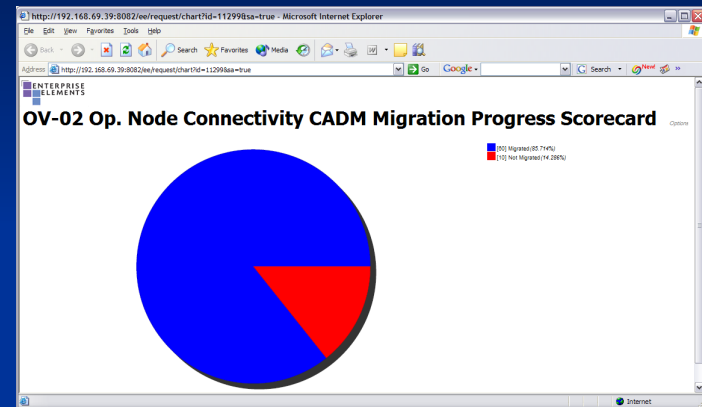 http://192.168.69.39:8082/ee/request/chart?id=11299&sa=true - Microsoft Internet Explorer
File Edit View Favorites Tools Help
Back Search Favorites Media
Address http://192.168.69.39:8082/ee/request/chart?id=11299&sa=true Go Google Search New! »
ENTERPRISE
ELEMENTS
OV-02 Op. Node Connectivity CADM Migration Progress Scorecard Options
[60] Migrated (85.714%)
[10] Not Migrated (14.286%)
Internet